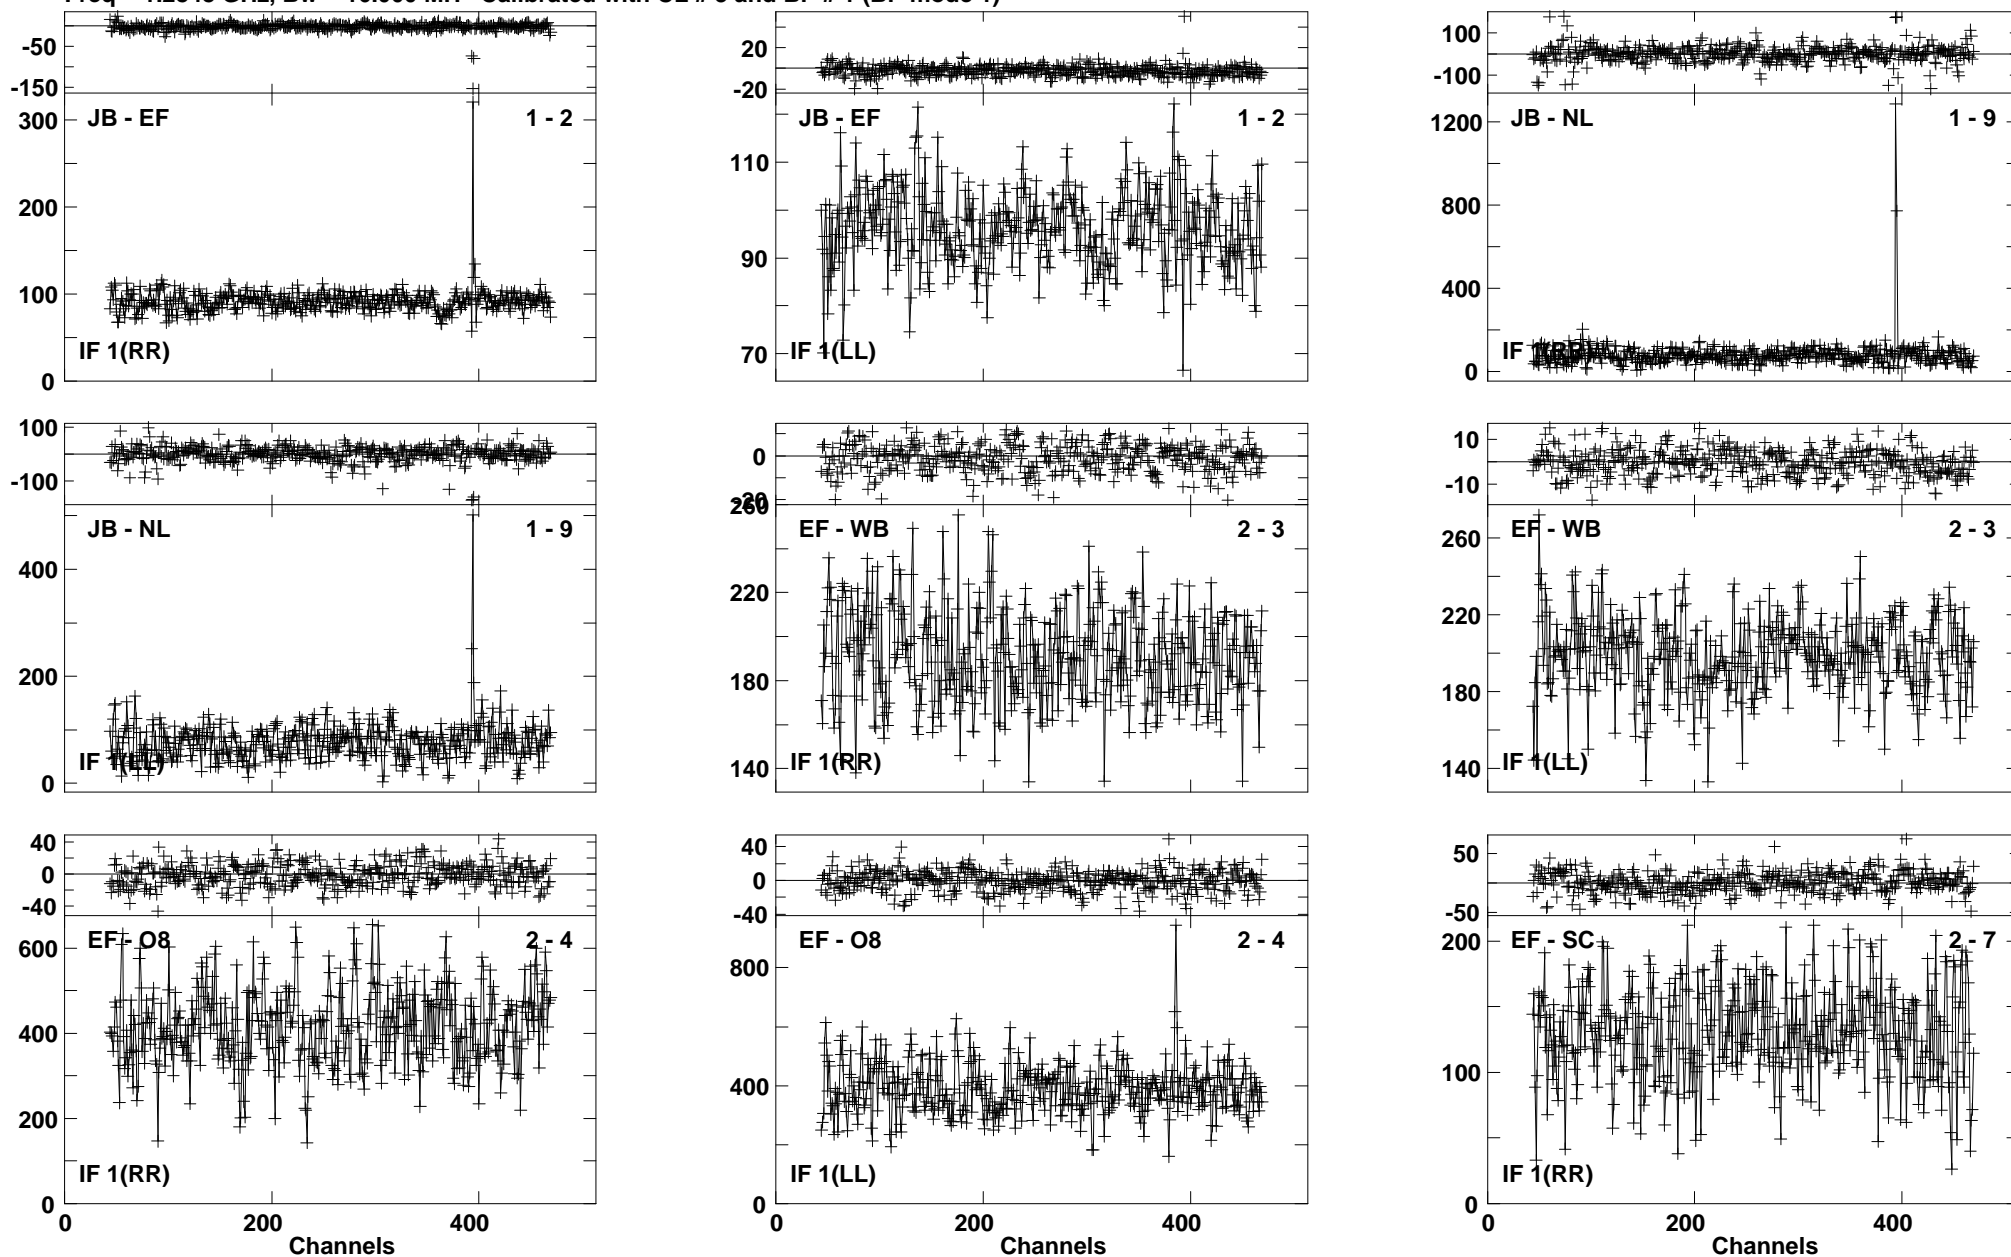 -50
-150
JB - EF 1 - 2
300
200
100
0
IF 1(RR)
20
-20
JB - EF 1 - 2
110
90
70
IF 1(LL)
100
-100
JB - NL 1 - 9
1200
800
400
0
100
-100
JB - NL 1 - 9
400
200
0
IF 1(LL)
0
-20
260
EF - WB 2 - 3
220
180
140
IF 1(RR)
10
-10
EF - WB 2 - 3
260
220
180
140
IF 1(LL)
40
0
-40
EF - O8 2 - 4
600
400
200
0
IF 1(RR)
0 200 400
Channels
40
0
-40
EF - O8 2 - 4
800
400
0
IF 1(LL)
200 400
Channels
50
-50
EF - SC 2 - 7
200
100
0
IF 1(RR)
0 200 400
Channels